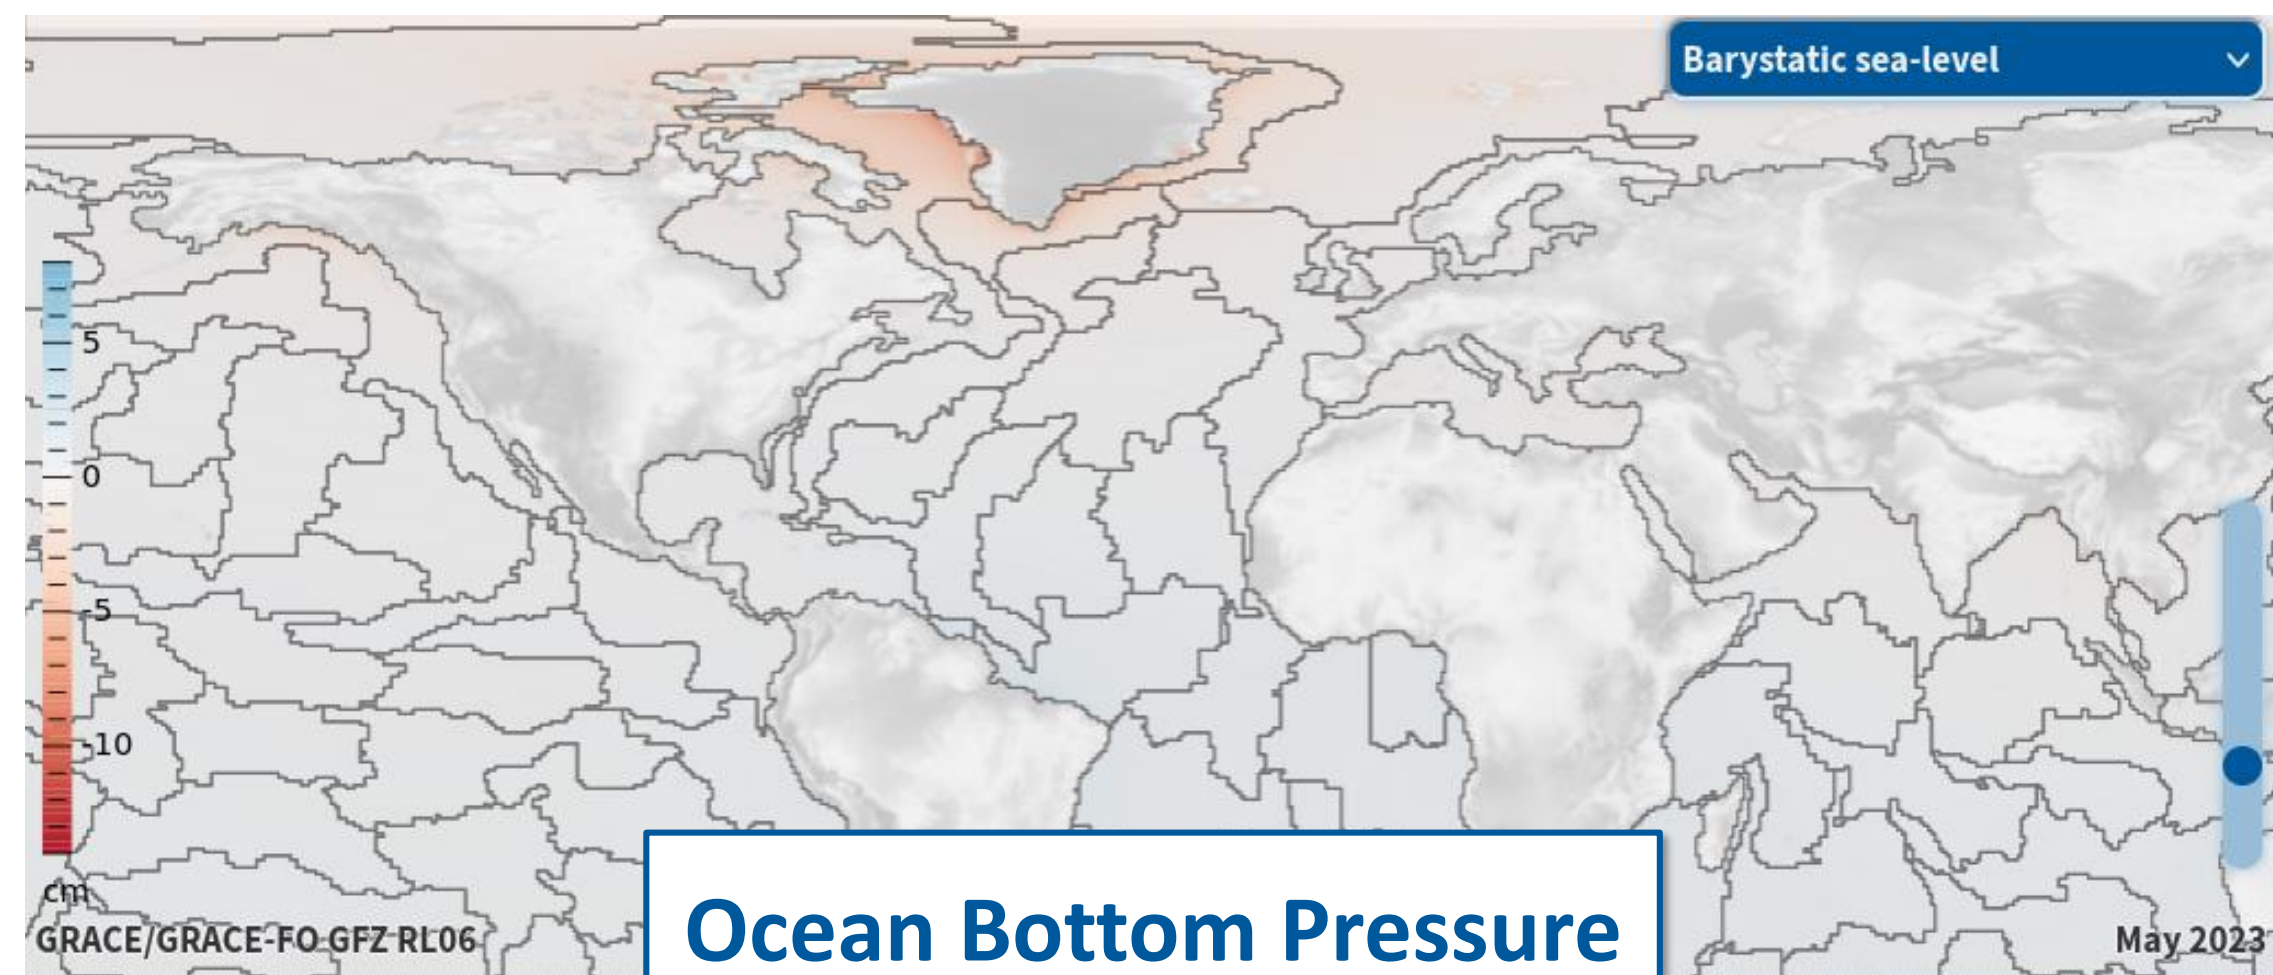 Barystatic sea-level
5
0
-5
-10
cm
GRACE/GRACE-FO GFZ RL06
May 2023
Ocean Bottom Pressure